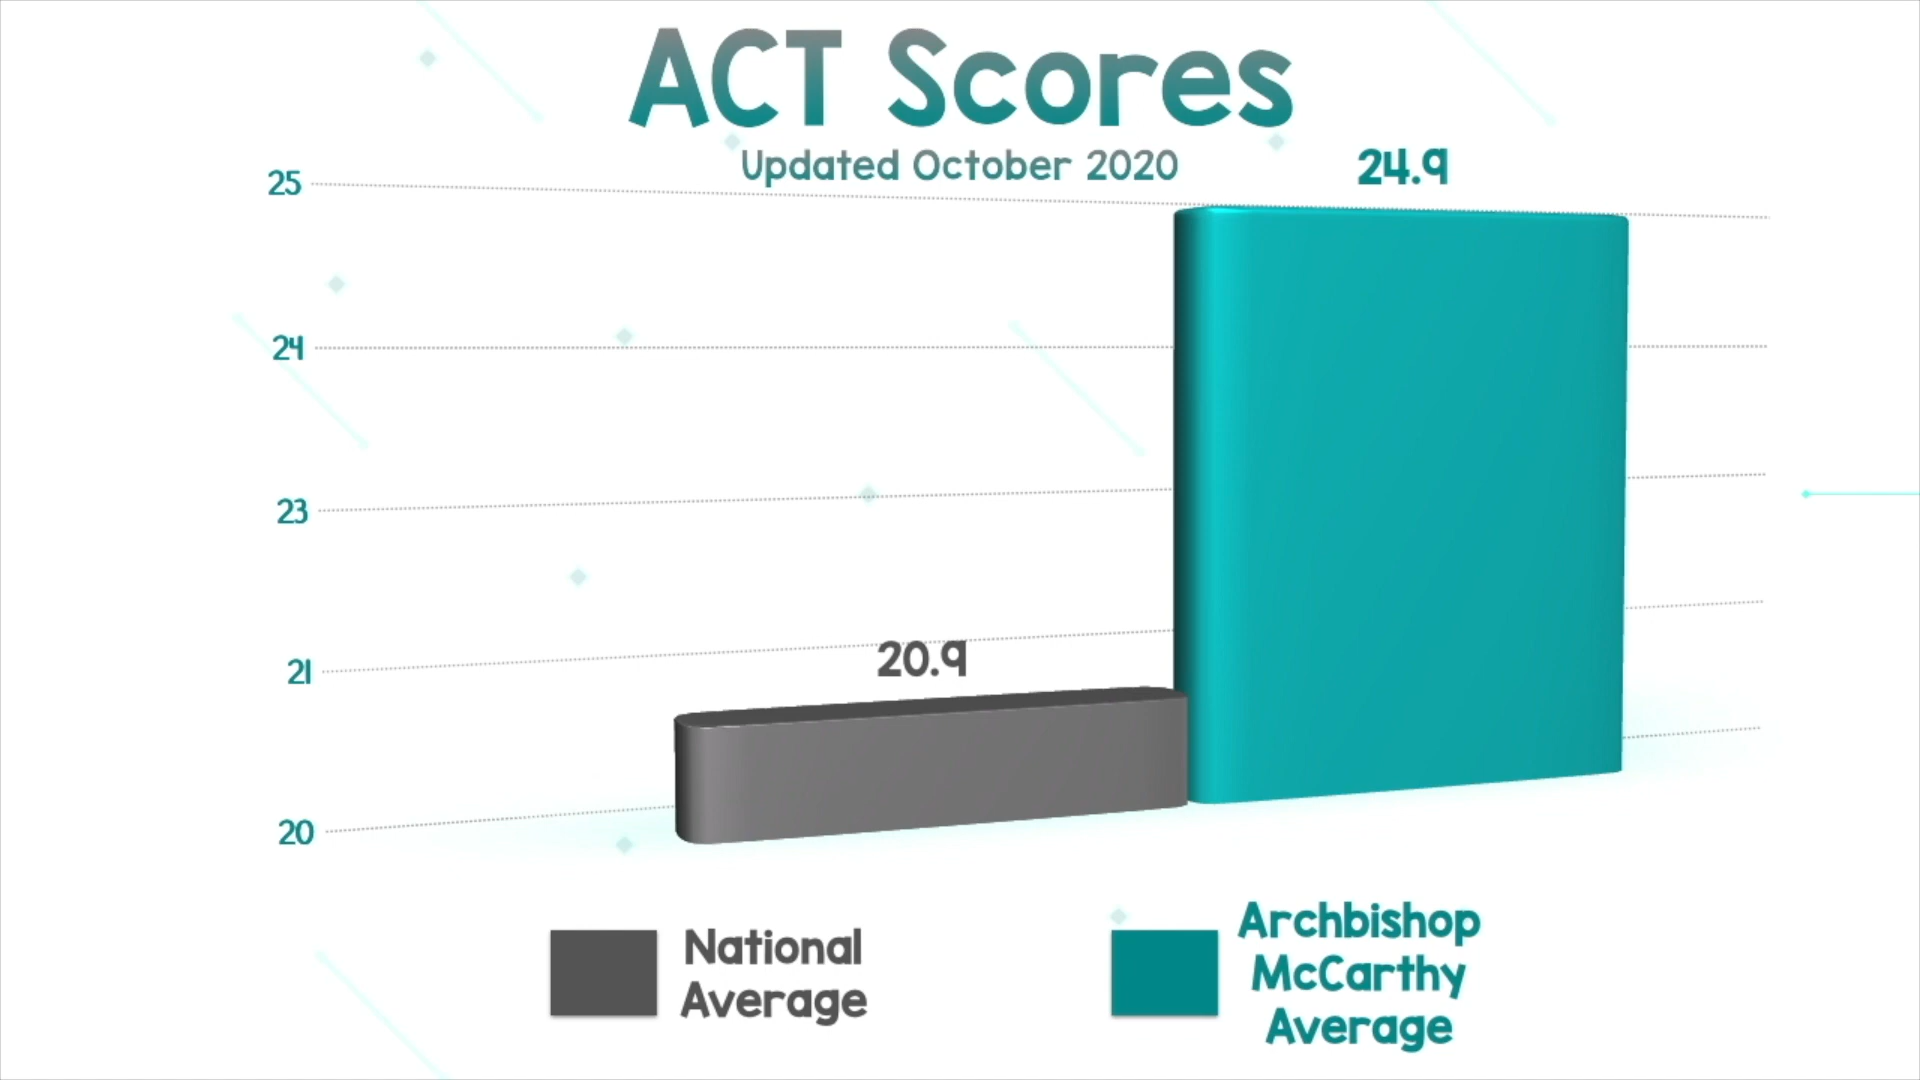 ACT Scores
Updated October 2020
24.9
25
24
23
21
20.9
20
National
Average
Archbishop
McCarthy
Average